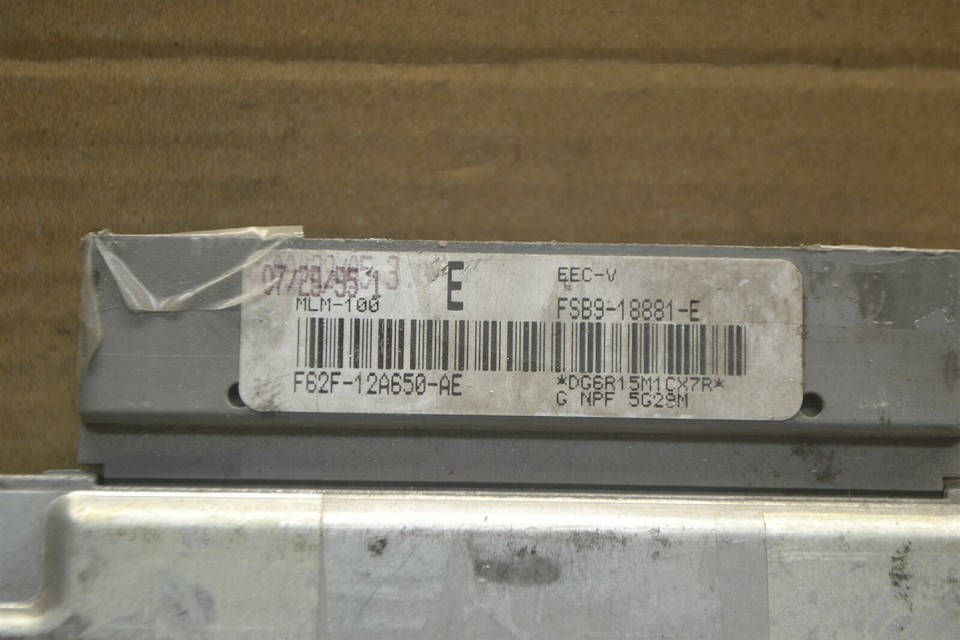 07/29/95 1
E
EEC-V
MLM-100
FSB9-18881-E
F62F-12A650-AE
*DG6R15M1CX7R*
G NPF 5G29M